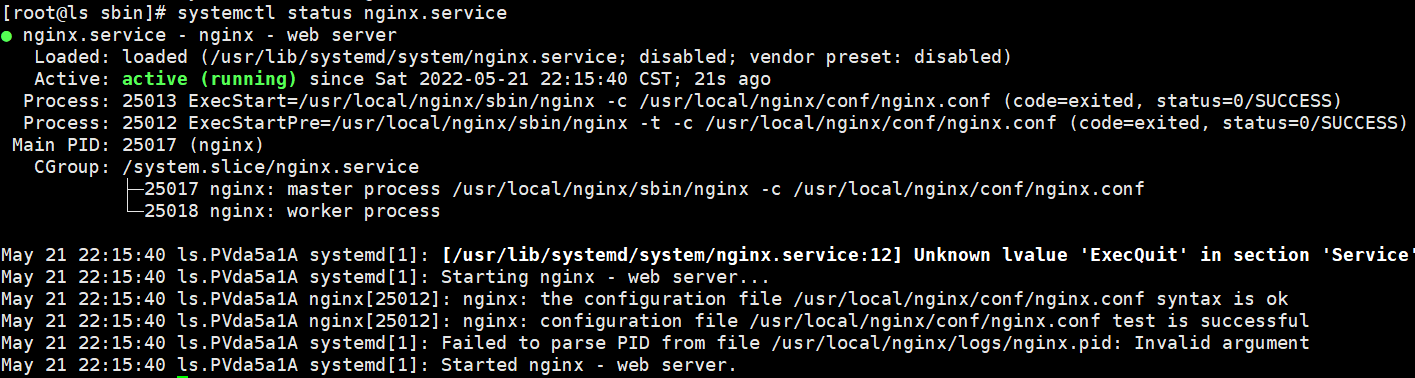 [root@ls sbin]# systemctl status nginx.service
● nginx.service - nginx - web server
Loaded: loaded (/usr/lib/systemd/system/nginx.service; disabled; vendor preset: disabled)
Active: active (running) since Sat 2022-05-21 22:15:40 CST; 21s ago
Process: 25013 ExecStart=/usr/local/nginx/sbin/nginx -c /usr/local/nginx/conf/nginx.conf (code=exited, status=0/SUCCESS)
Process: 25012 ExecStartPre=/usr/local/nginx/sbin/nginx -t -c /usr/local/nginx/conf/nginx.conf (code=exited, status=0/SUCCESS)
Main PID: 25017 (nginx)
CGroup: /system.slice/nginx.service
├─25017 nginx: master process /usr/local/nginx/sbin/nginx -c /usr/local/nginx/conf/nginx.conf
└─25018 nginx: worker process
May 21 22:15:40 ls.PVda5a1A systemd[1]: [/usr/lib/systemd/system/nginx.service:12] Unknown lvalue 'ExecQuit' in section 'Service'
May 21 22:15:40 ls.PVda5a1A systemd[1]: Starting nginx - web server...
May 21 22:15:40 ls.PVda5a1A nginx[25012]: nginx: the configuration file /usr/local/nginx/conf/nginx.conf syntax is ok
May 21 22:15:40 ls.PVda5a1A nginx[25012]: nginx: configuration file /usr/local/nginx/conf/nginx.conf test is successful
May 21 22:15:40 ls.PVda5a1A systemd[1]: Failed to parse PID from file /usr/local/nginx/logs/nginx.pid: Invalid argument
May 21 22:15:40 ls.PVda5a1A systemd[1]: Started nginx - web server.